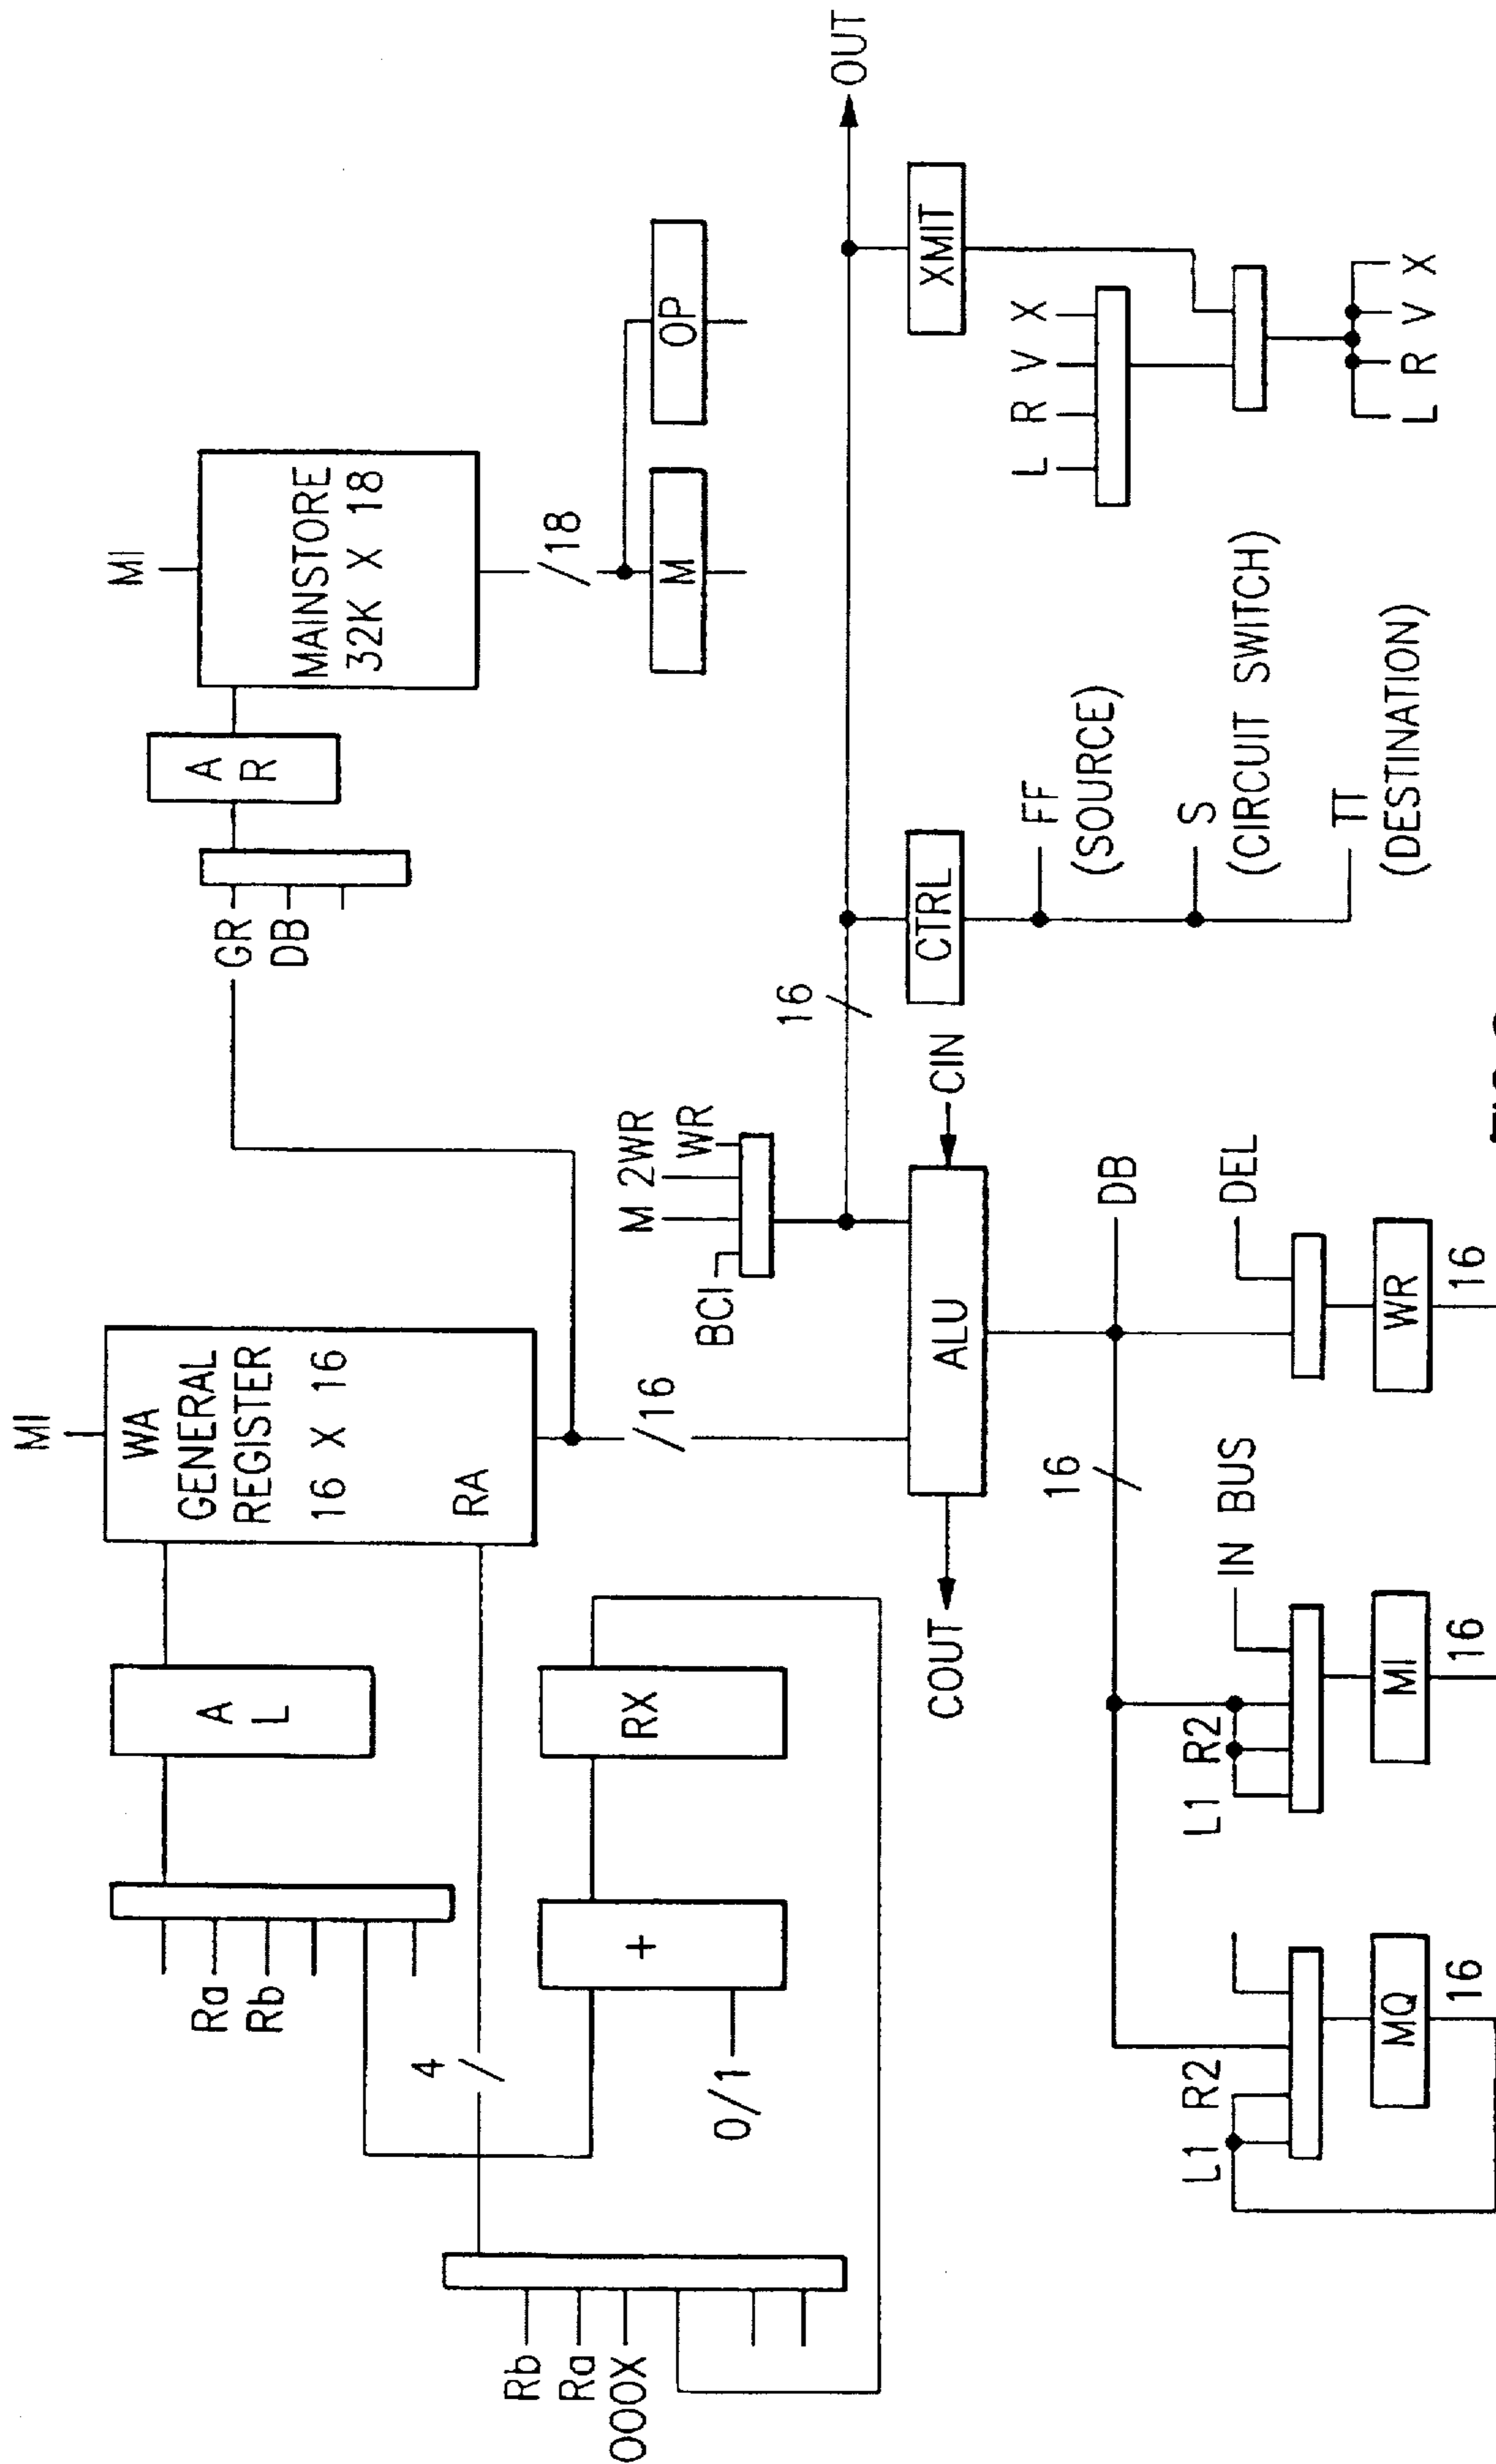 MI
WA
GENERAL
REGISTER
16 X 16
RA
A
L
Ra
Rb
4
RX
+
0/1
Rb
Ra
000X
/16
GR
DB
A
R
MI
MAINSTORE
32K X 18
/18
M
OP
BCI
M
2WR
WR
16
OUT
COUT
ALU
CIN
CTRL
FF
(SOURCE)
S
(CIRCUIT SWITCH)
TT
(DESTINATION)
XMIT
L R V X
L R V X
16
DB
L1 R2
MQ
16
L1 R2
IN BUS
MI
16
DEL
WR
16